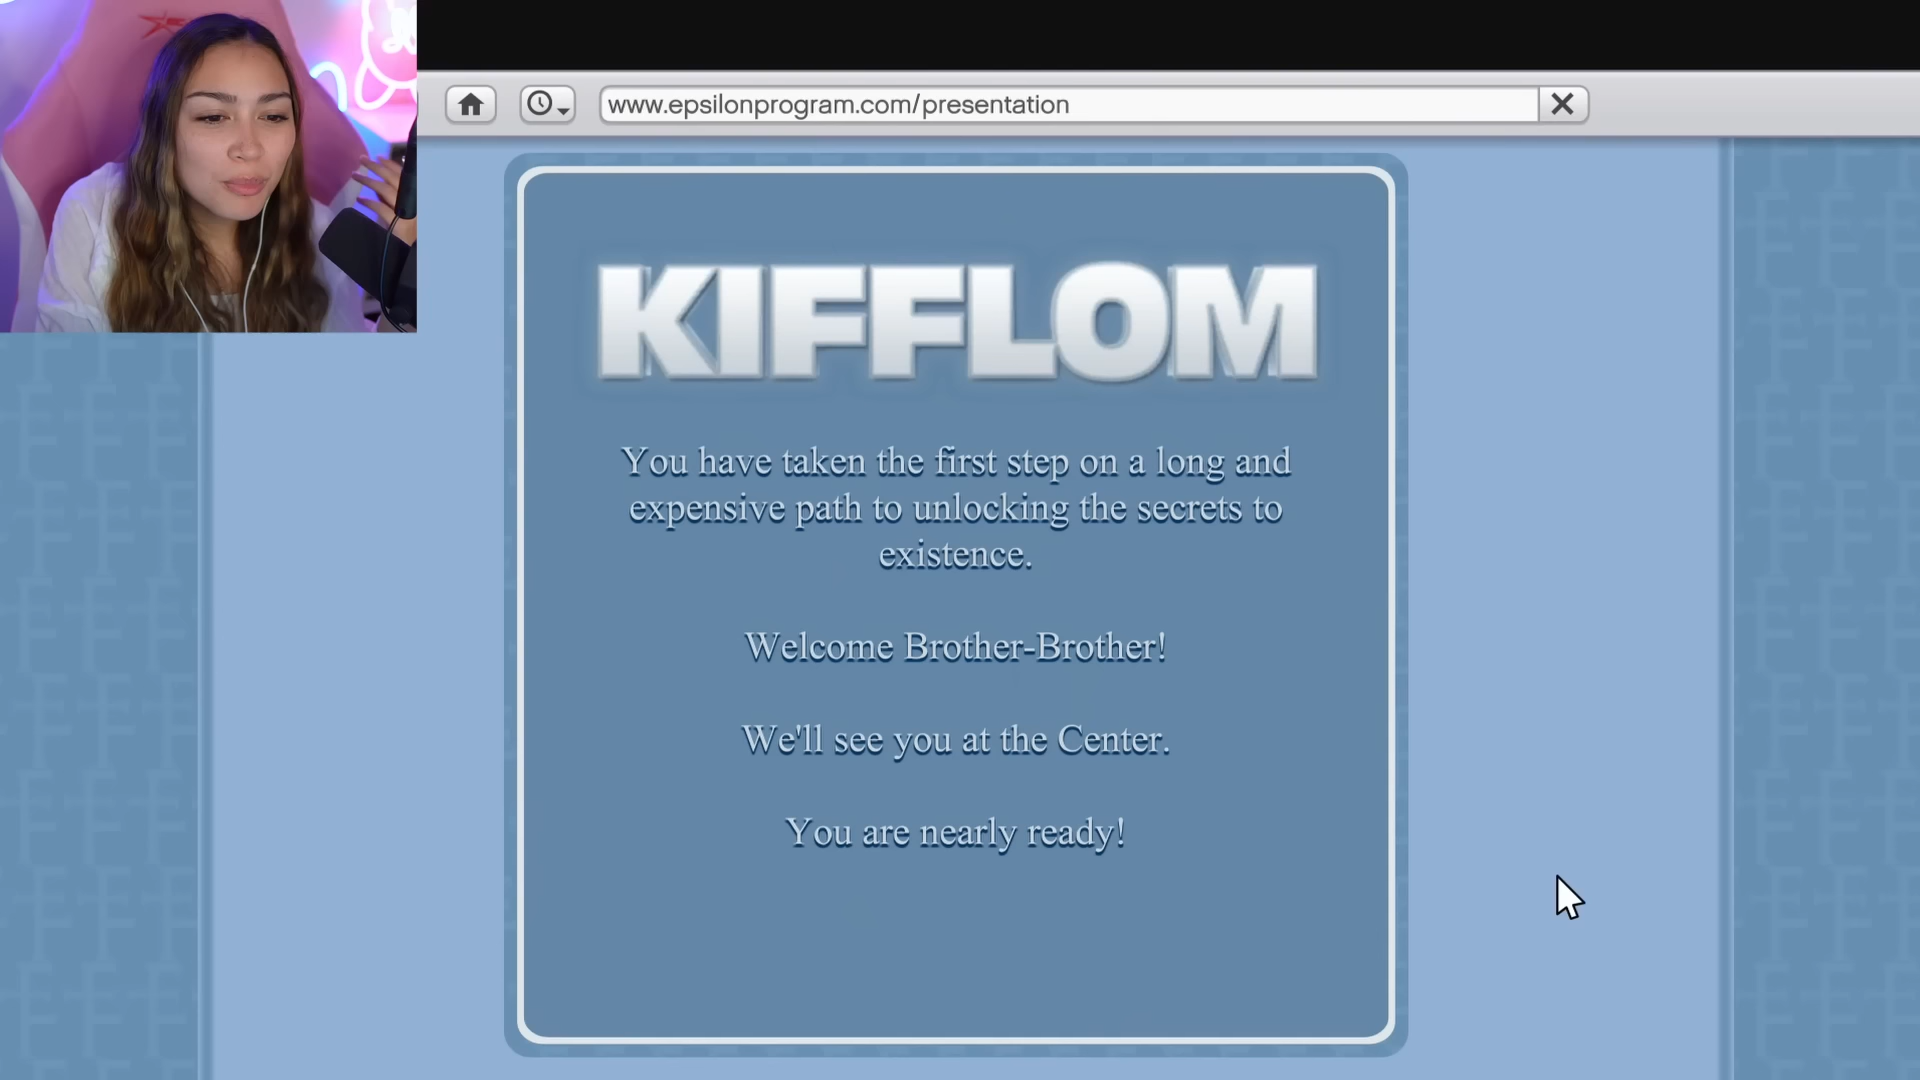 www.epsilonprogram.com/presentation
KIFFLOM
You have taken the first step on a long and
expensive path to unlocking the secrets to
existence.
Welcome Brother-Brother!
We'll see you at the Center.
You are nearly ready!